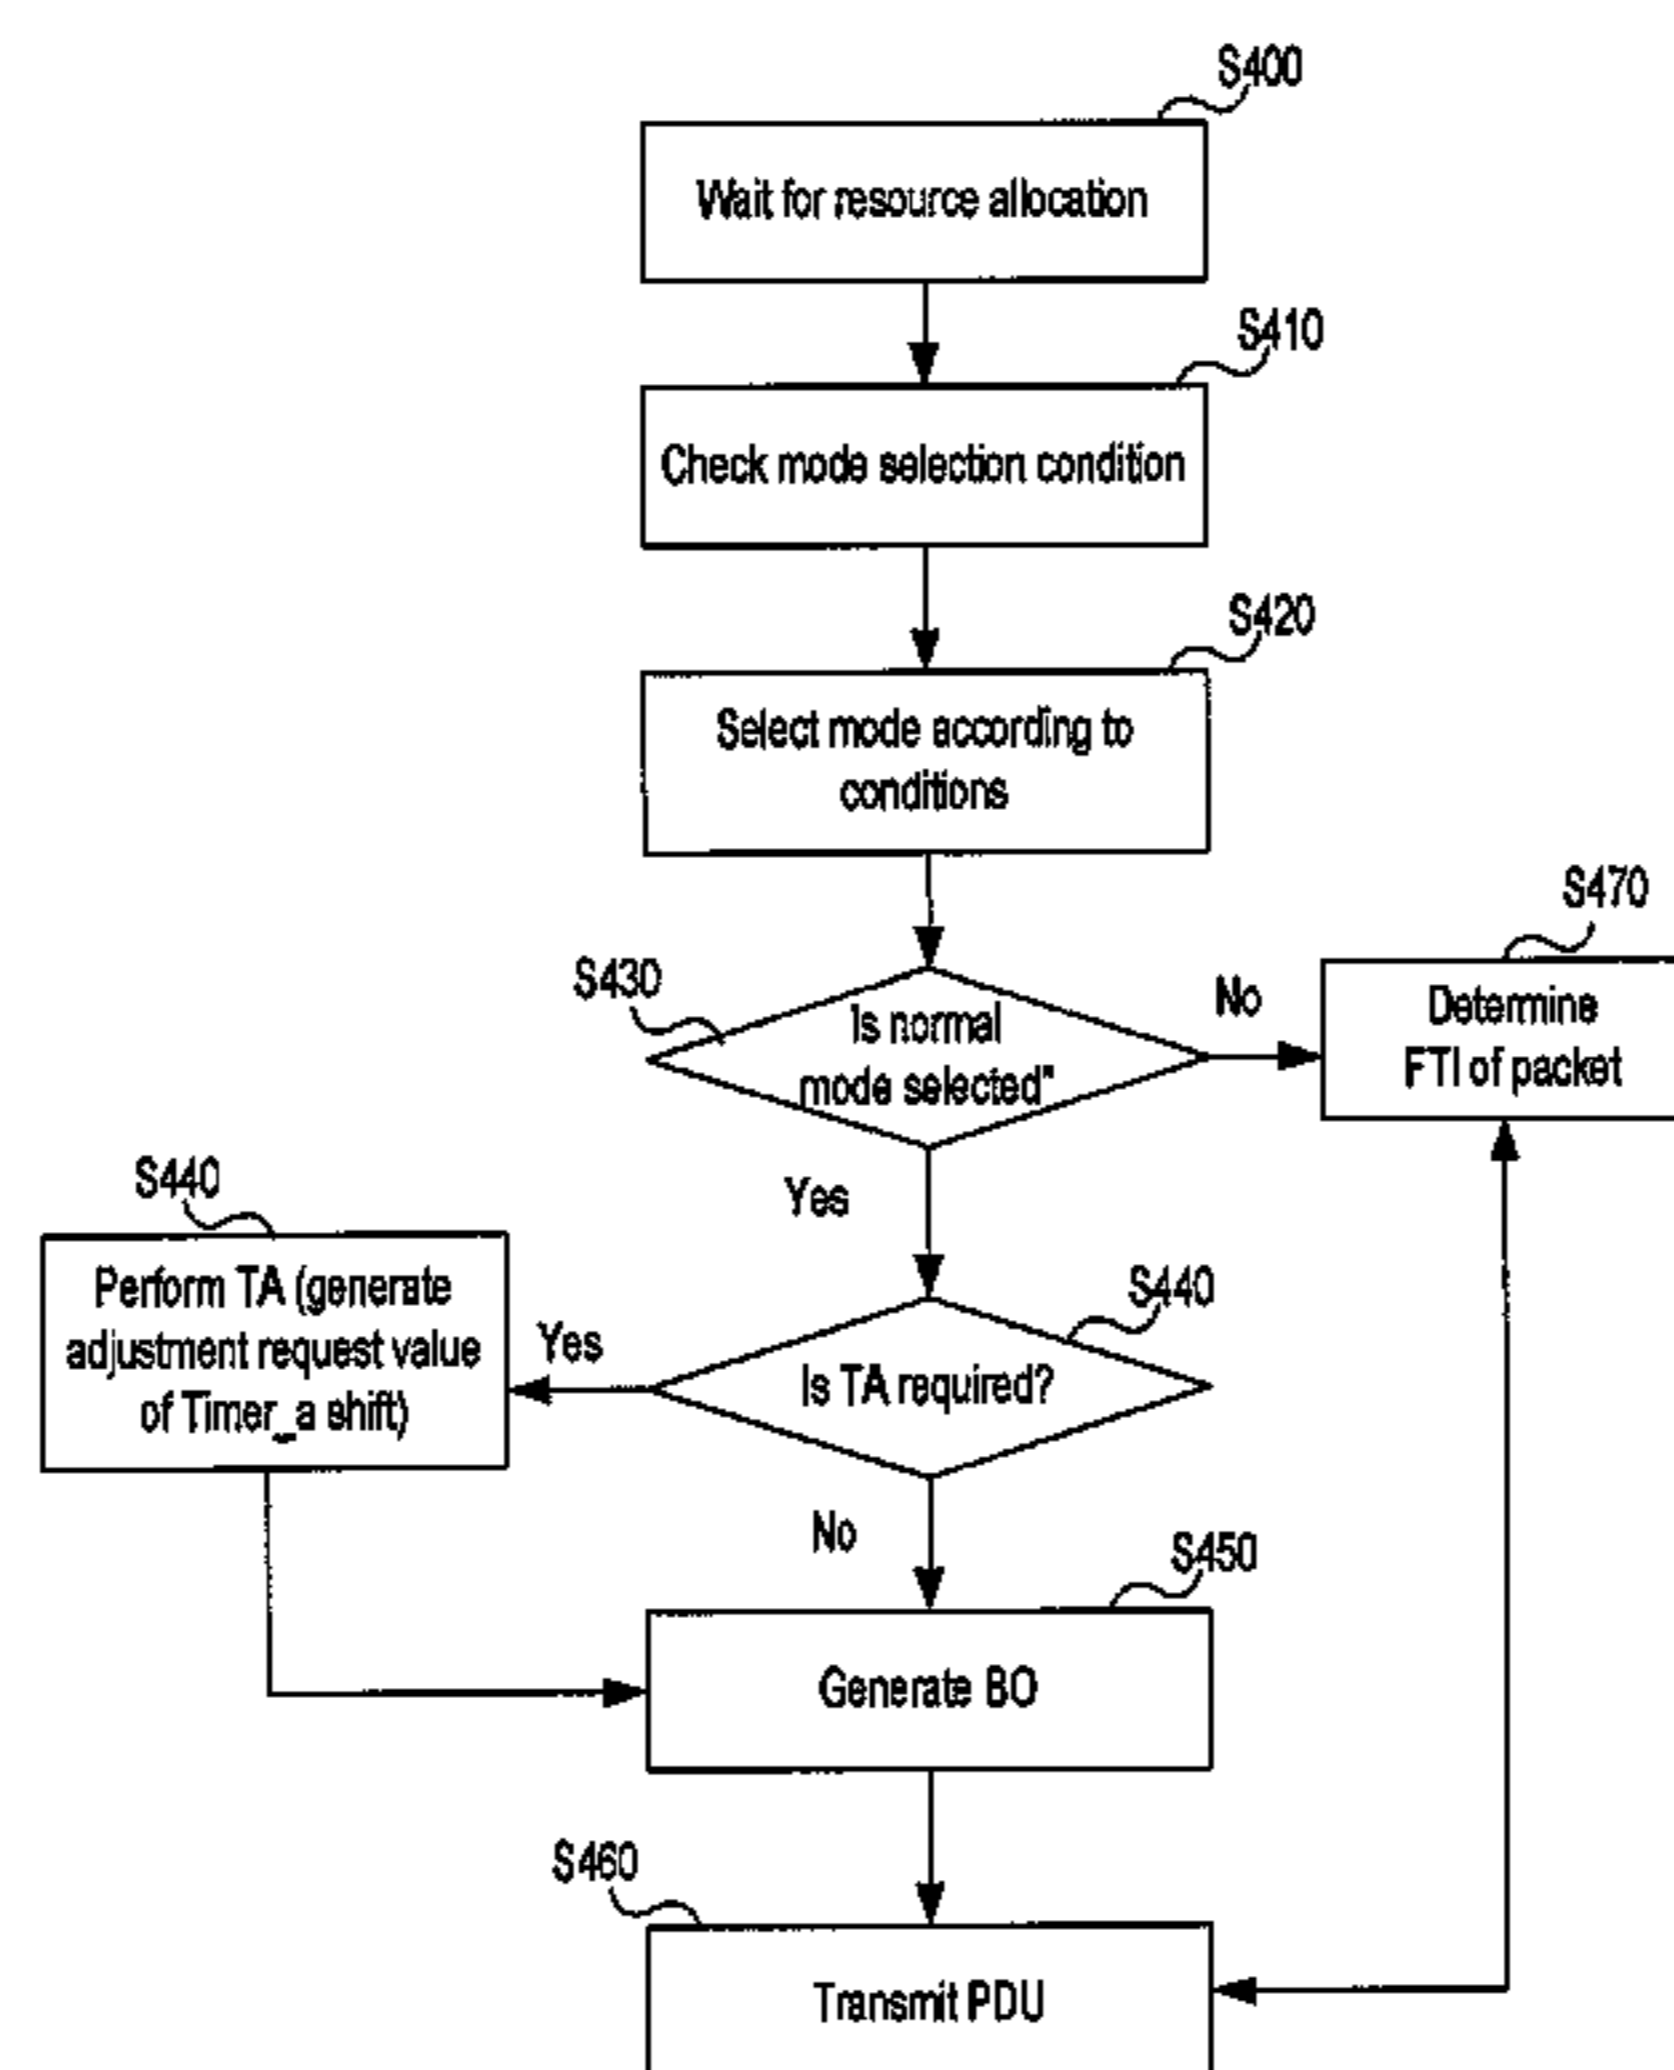 S400
Wait for resource allocation
S410
Check mode selection condition
S420
Select mode according to
conditions
S430
Is normal
mode selected"
No
S470
Determine
FTI of packet
Yes
S440
Perform TA (generate
adjustment request value
of Timer_a shift)
Yes
S440
Is TA required?
No
S450
Generate BO
S460
Transmit PDU